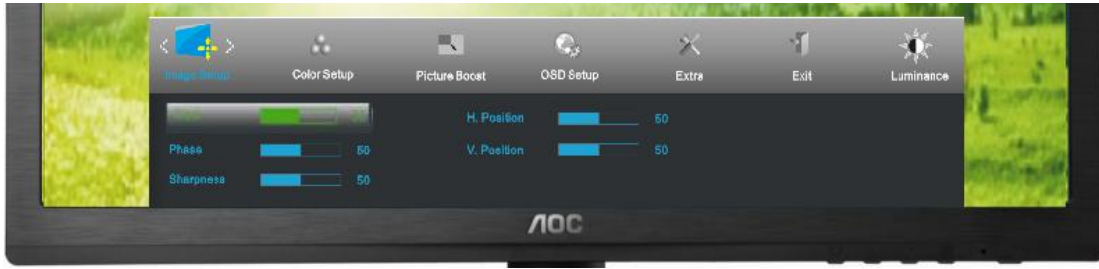 Image Setup
Color Setup
Picture Boost
OSD Setup
Extra
Exit
Luminance
H. Position 50
Phase 50
V. Position 50
Sharpness 50
AOC